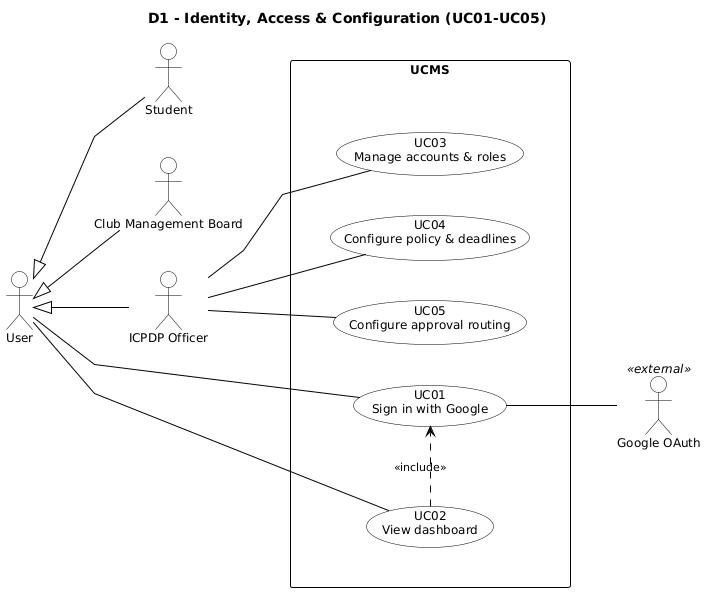 D1 - Identity, Access & Configuration (UC01-UC05)
UCMS
Student
UC03
Manage accounts & roles
Club Management Board
UC04
Configure policy & deadlines
User
ICPDP Officer
UC05
Configure approval routing
«external»
UC01
Sign in with Google
Google OAuth
«include»
UC02
View dashboard